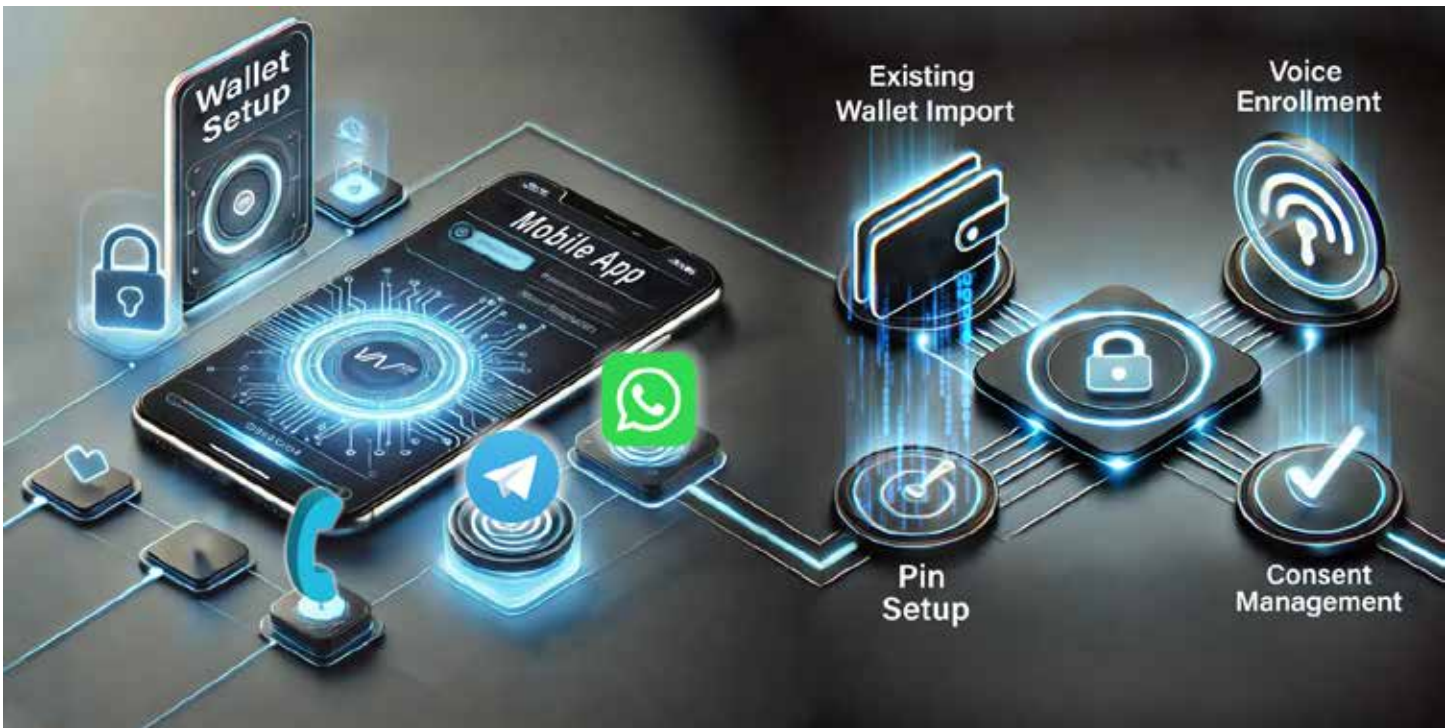 Wallet
Setup
Mobile App
Existing
Wallet Import
Voice
Enrollment
Pin
Setup
Consent
Management